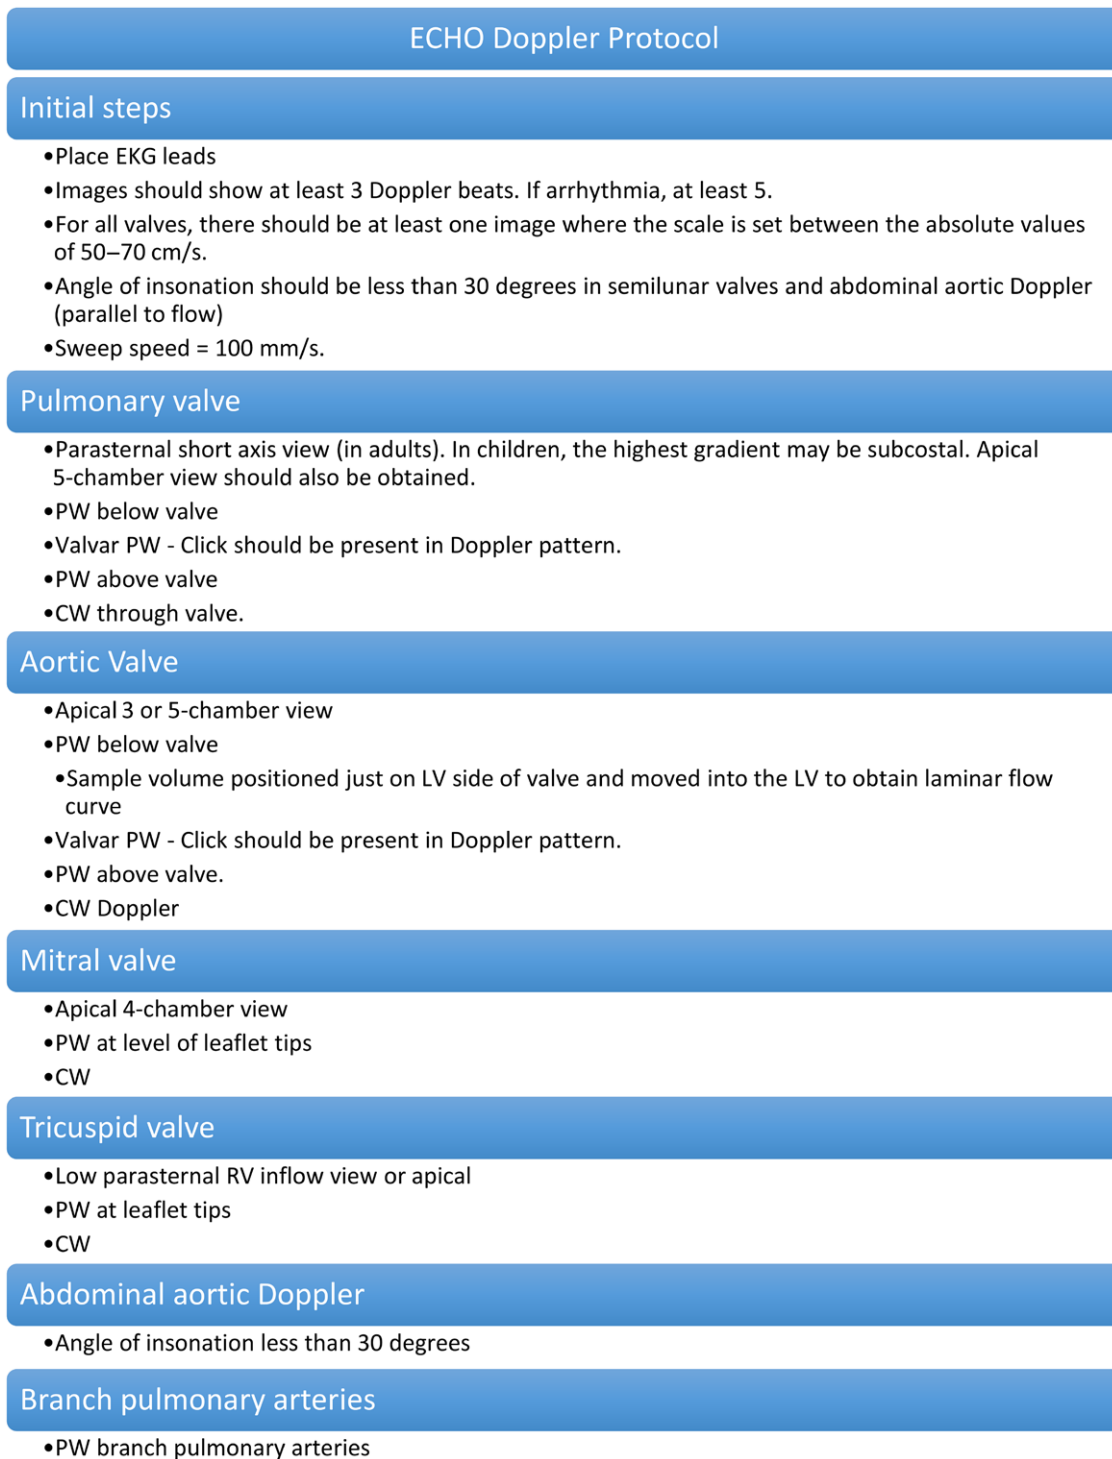 ECHO Doppler Protocol
Initial steps
•Place EKG leads
•Images should show at least 3 Doppler beats. If arrhythmia, at least 5.
•For all valves, there should be at least one image where the scale is set between the absolute values
of 50–70 cm/s.
•Angle of insonation should be less than 30 degrees in semilunar valves and abdominal aortic Doppler
(parallel to flow)
•Sweep speed = 100 mm/s.
Pulmonary valve
•Parasternal short axis view (in adults). In children, the highest gradient may be subcostal. Apical
5-chamber view should also be obtained.
•PW below valve
•Valvar PW - Click should be present in Doppler pattern.
•PW above valve
•CW through valve.
Aortic Valve
•Apical 3 or 5-chamber view
•PW below valve
•Sample volume positioned just on LV side of valve and moved into the LV to obtain laminar flow
curve
•Valvar PW - Click should be present in Doppler pattern.
•PW above valve.
•CW Doppler
Mitral valve
•Apical 4-chamber view
•PW at level of leaflet tips
•CW
Tricuspid valve
•Low parasternal RV inflow view or apical
•PW at leaflet tips
•CW
Abdominal aortic Doppler
•Angle of insonation less than 30 degrees
Branch pulmonary arteries
•PW branch pulmonary arteries